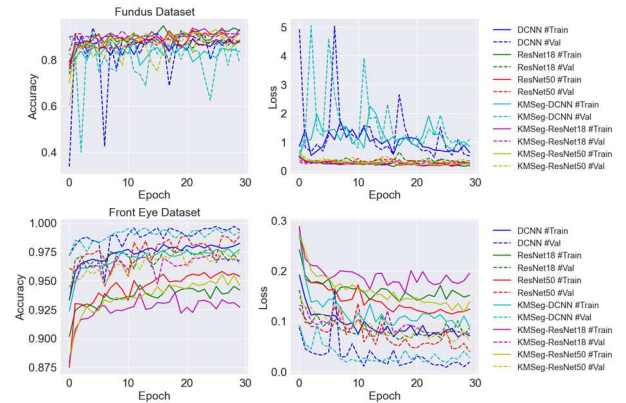 Fundus Dataset
Accuracy
0.8
0.6
0.4
0
10
20
30
Epoch
Loss
5
4
3
2
1
0
0
10
20
30
Epoch
DCNN #Train
DCNN #Val
ResNet18 #Train
ResNet18 #Val
ResNet50 #Train
ResNet50 #Val
KMSeg-DCNN #Train
KMSeg-DCNN #Val
KMSeg-ResNet18 #Train
KMSeg-ResNet18 #Val
KMSeg-ResNet50 #Train
KMSeg-ResNet50 #Val
Front Eye Dataset
Accuracy
1.000
0.975
0.950
0.925
0.900
0.875
0
10
20
30
Epoch
Loss
0.3
0.2
0.1
0.0
0
10
20
30
Epoch
DCNN #Train
DCNN #Val
ResNet18 #Train
ResNet18 #Val
ResNet50 #Train
ResNet50 #Val
KMSeg-DCNN #Train
KMSeg-DCNN #Val
KMSeg-ResNet18 #Train
KMSeg-ResNet18 #Val
KMSeg-ResNet50 #Train
KMSeg-ResNet50 #Val